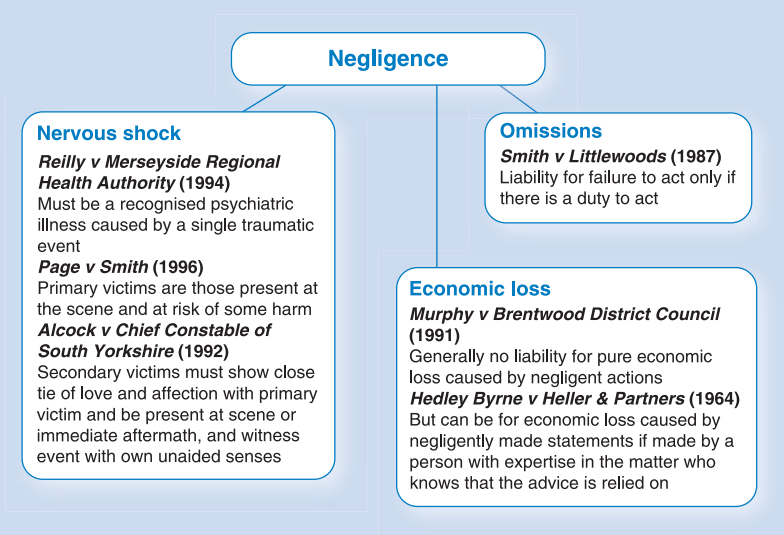 Negligence
Nervous shock
Reilly v Merseyside Regional
Health Authority (1994)
Must be a recognised psychiatric
illness caused by a single traumatic
event
Page v Smith (1996)
Primary victims are those present at
the scene and at risk of some harm
Alcock v Chief Constable of
South Yorkshire (1992)
Secondary victims must show close
tie of love and affection with primary
victim and be present at scene or
immediate aftermath, and witness
event with own unaided senses
Omissions
Smith v Littlewoods (1987)
Liability for failure to act only if
there is a duty to act
Economic loss
Murphy v Brentwood District Council
(1991)
Generally no liability for pure economic
loss caused by negligent actions
Hedley Byrne v Heller & Partners (1964)
But can be for economic loss caused by
negligently made statements if made by a
person with expertise in the matter who
knows that the advice is relied on